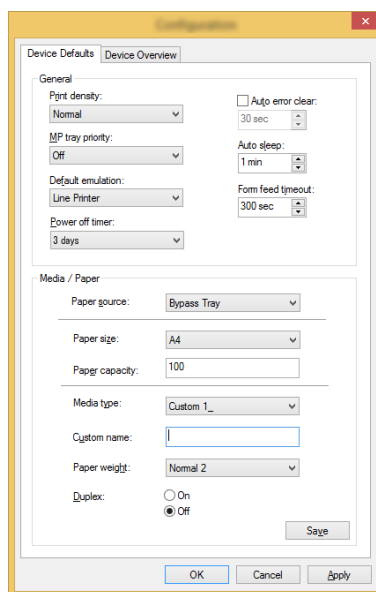 Configuration
Device Defaults Device Overview
General
Print density:
Normal
Auto error clear:
30 sec
MP tray priority:
Off
Auto sleep:
1 min
Default emulation:
Line Printer
Form feed timeout:
300 sec
Power off timer:
3 days
Media / Paper
Paper source: Bypass Tray
Paper size: A4
Paper capacity: 100
Media type: Custom 1_
Custom name:
Paper weight: Normal 2
Duplex: On
Off
Save
OK Cancel Apply